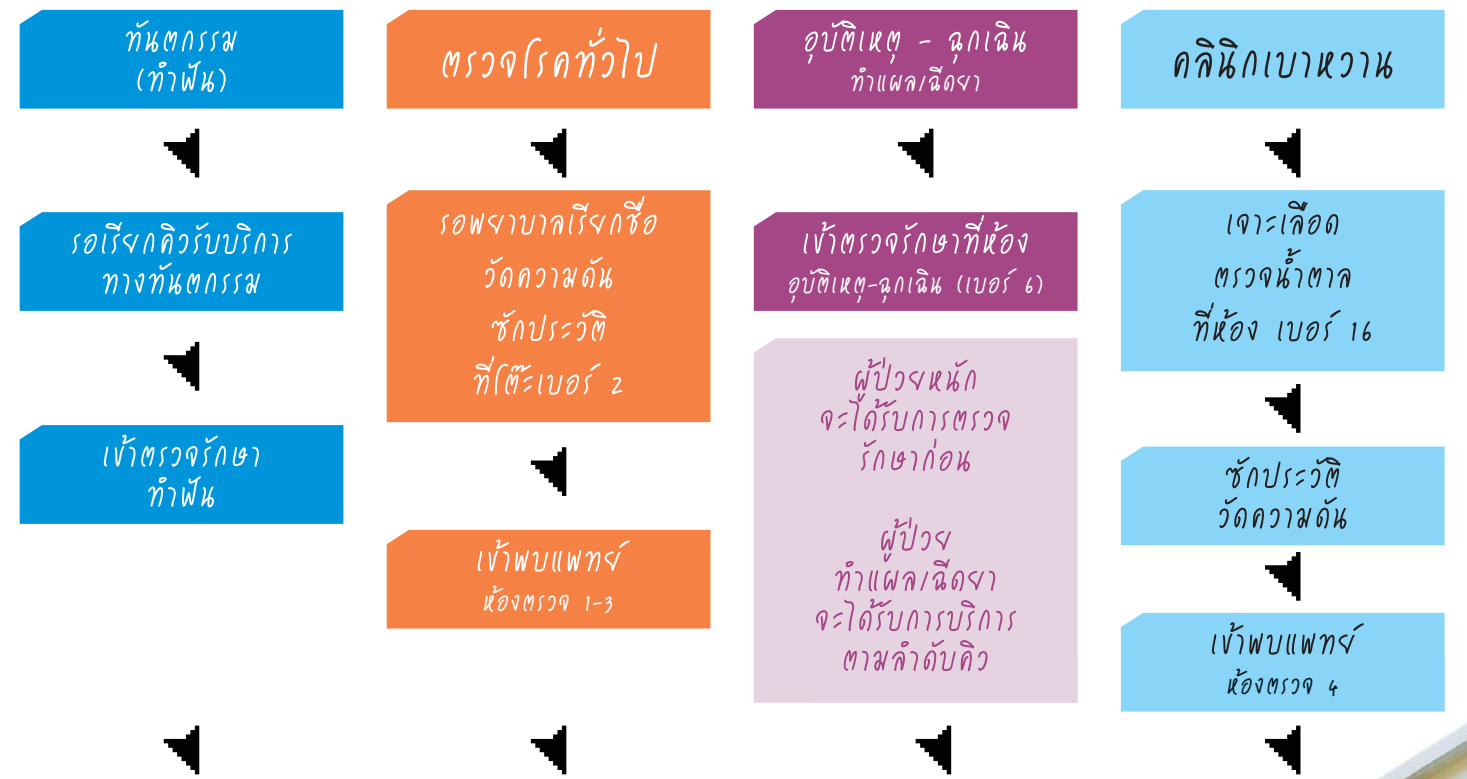 ทันตกรรม
(ทำฟัน)
รอเรียกคิวรับบริการ
ทางทันตกรรม
เข้าตรวจรักษา
ทำฟัน
ตรวจโรคทั่วไป
รอพยาบาลเรียกชื่อ
วัดความดัน
ซักประวัติ
ที่โต๊ะเบอร์ 2
เข้าพบแพทย์
ห้องตรวจ 1-3
อุบัติเหตุ - ฉุกเฉิน
ทำแผล/ฉีดยา
เข้าตรวจรักษาที่ห้อง
อุบัติเหตุ-ฉุกเฉิน (เบอร์ 6)
ผู้ป่วยหนัก
จะได้รับการตรวจ
รักษาก่อน
ผู้ป่วย
ทำแผล/ฉีดยา
จะได้รับการบริการ
ตามลำดับคิว
คลินิกเบาหวาน
เจาะเลือด
ตรวจน้ำตาล
ที่ห้อง เบอร์ 16
ซักประวัติ
วัดความดัน
เข้าพบแพทย์
ห้องตรวจ 4